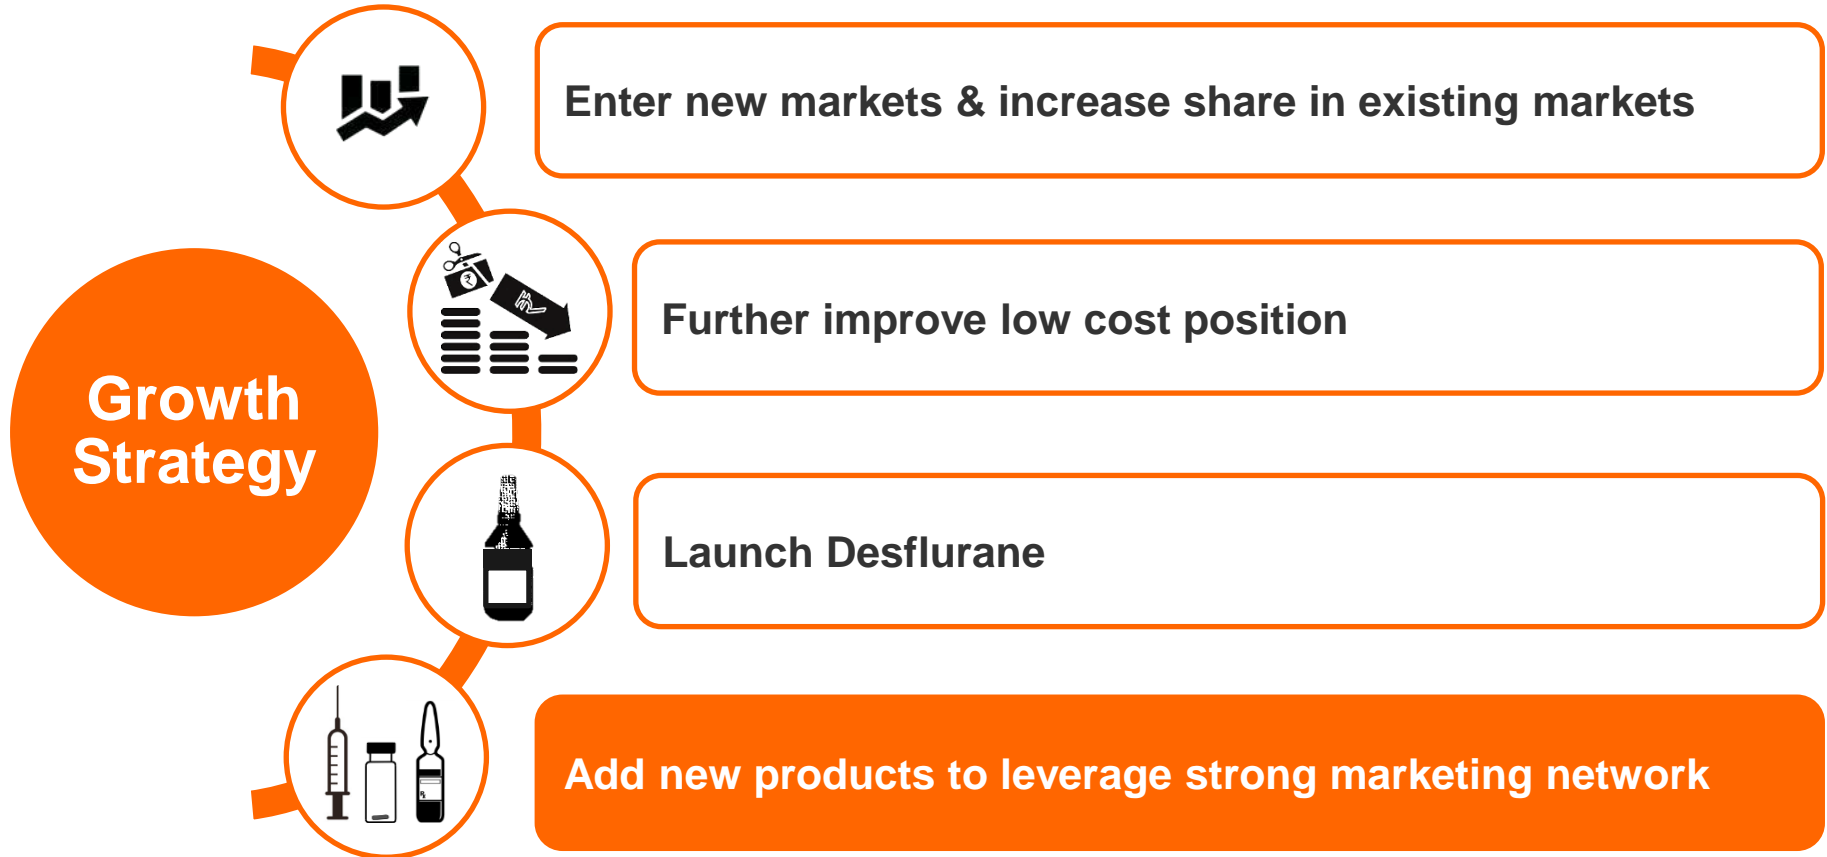 Growth
Strategy
Enter new markets & increase share in existing markets
Further improve low cost position
Launch Desflurane
Add new products to leverage strong marketing network